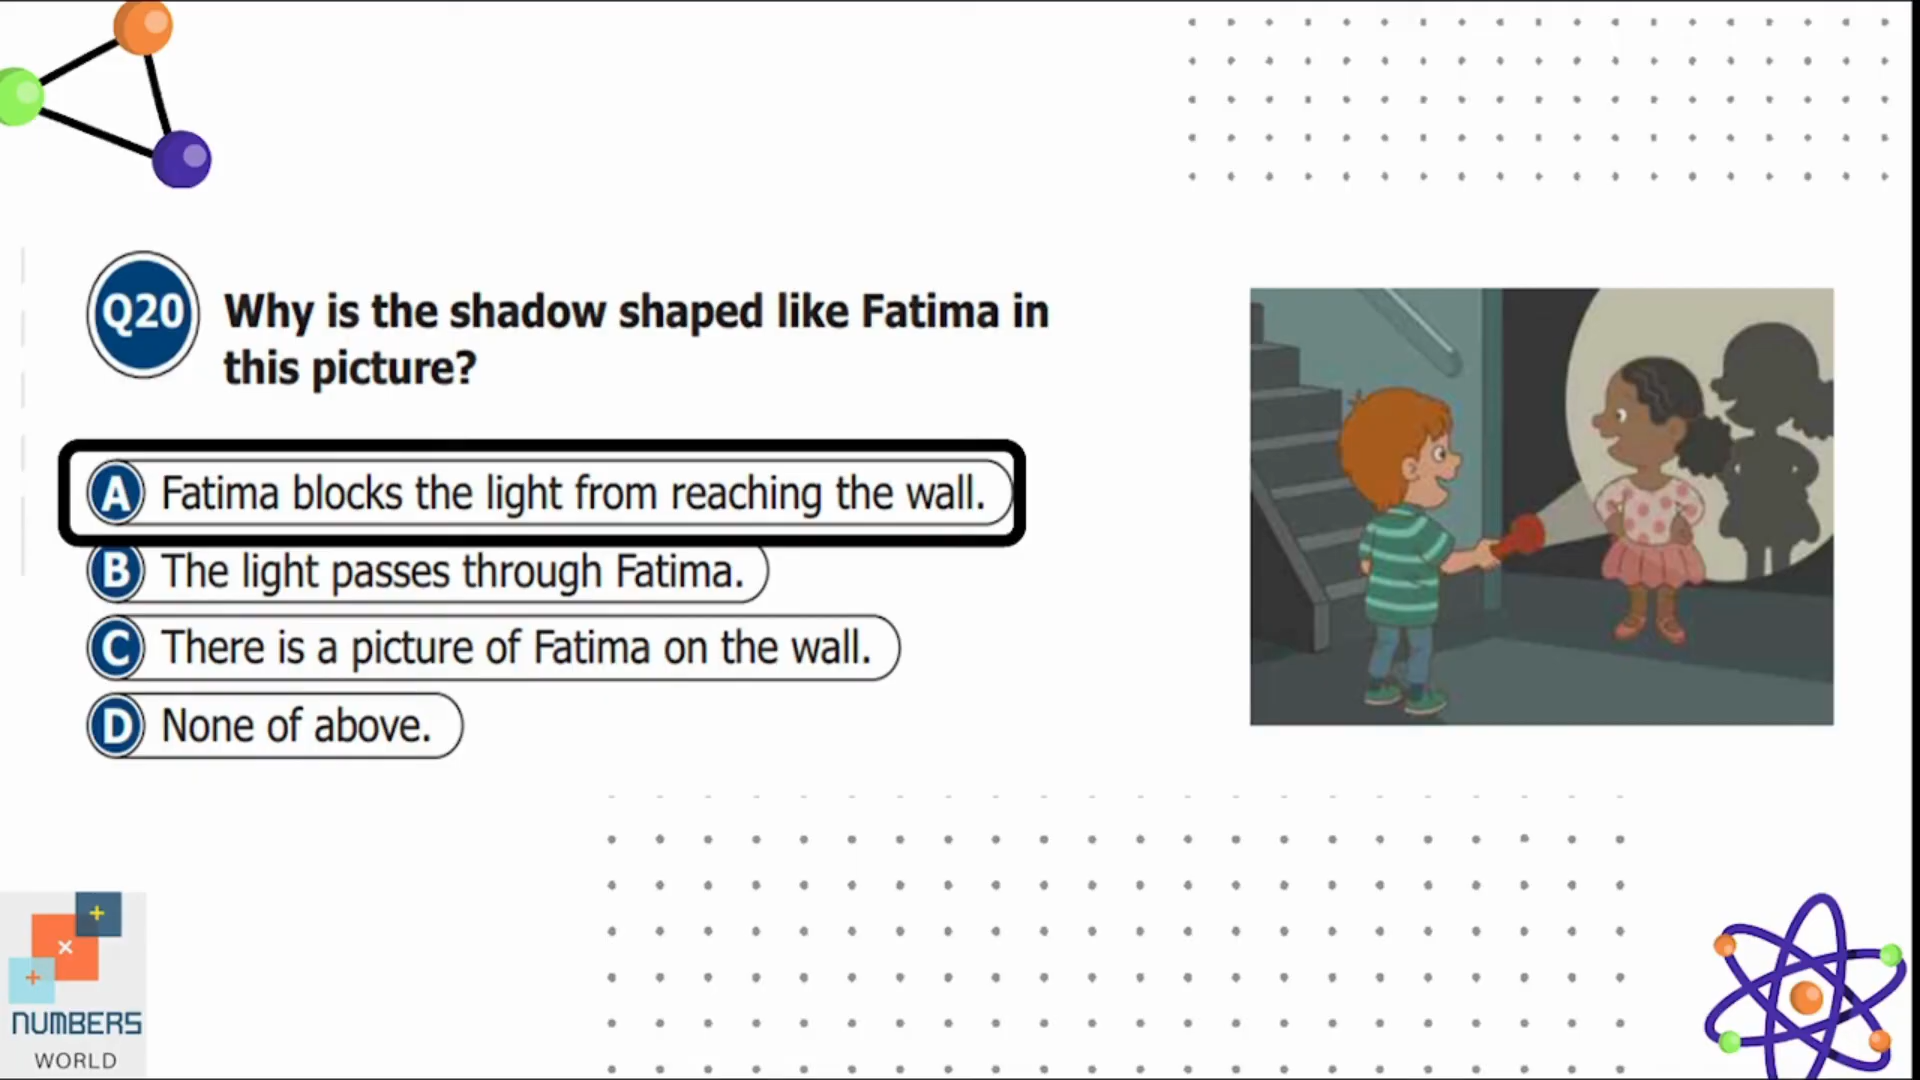 Q20 Why is the shadow shaped like Fatima in
this picture?
A Fatima blocks the light from reaching the wall.
B The light passes through Fatima.
C There is a picture of Fatima on the wall.
D None of above.
+
×
+
NUMBERS
WORLD